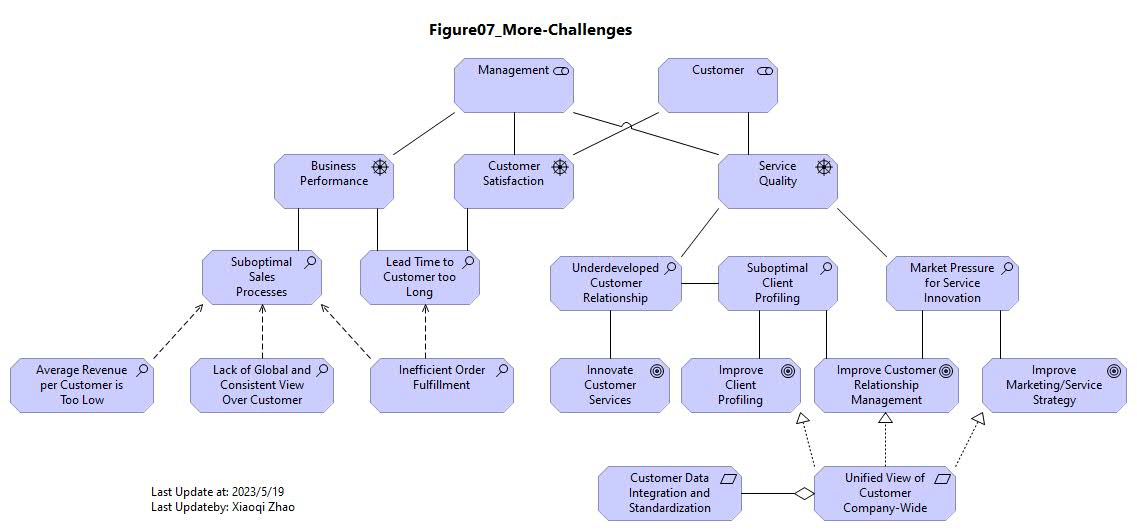 Figure07_More-Challenges
Management
Customer
Business
Performance
Customer
Satisfaction
Service
Quality
Suboptimal
Sales
Processes
Lead Time to
Customer too
Long
Underdeveloped
Customer
Relationship
Suboptimal
Client
Profiling
Market Pressure
for Service
Innovation
Average Revenue
per Customer is
Too Low
Lack of Global and
Consistent View
Over Customer
Inefficient Order
Fulfillment
Innovate
Customer
Services
Improve
Client
Profiling
Improve Customer
Relationship
Management
Improve
Marketing/Service
Strategy
Customer Data
Integration and
Standardization
Unified View of
Customer
Company-Wide
Last Update at: 2023/5/19
Last Updateby: Xiaoqi Zhao